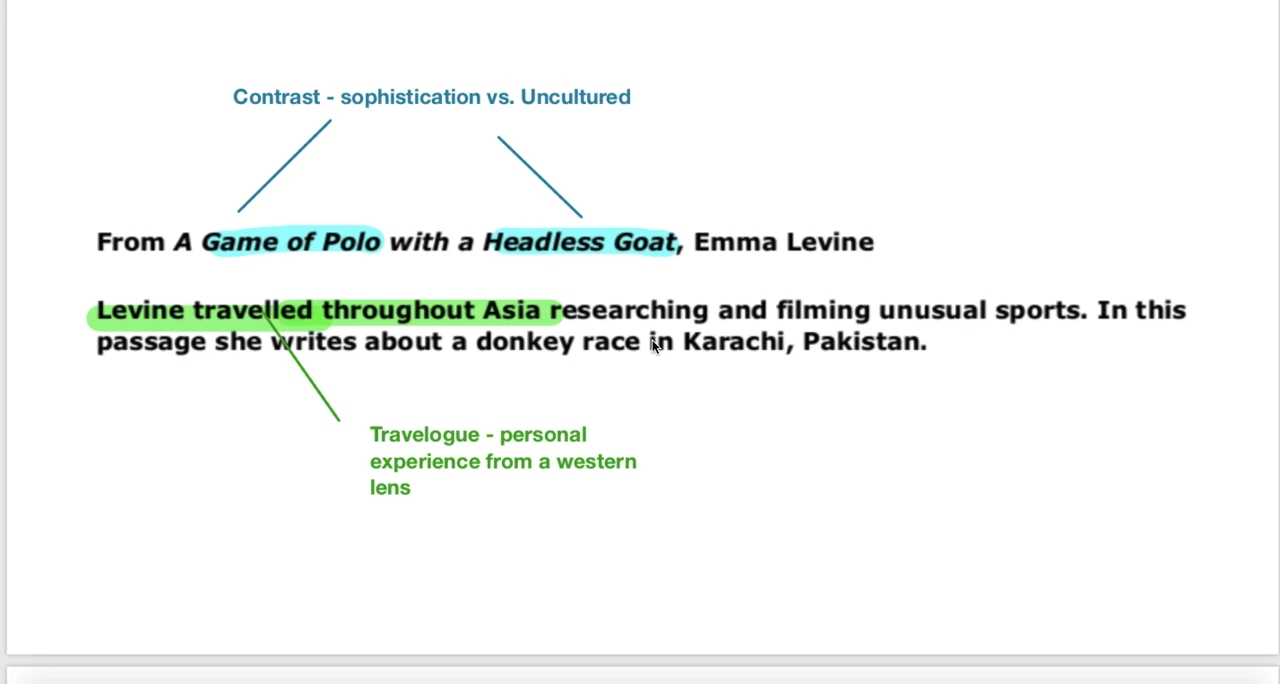 Contrast - sophistication vs. Uncultured
From A Game of Polo with a Headless Goat, Emma Levine
Levine travelled throughout Asia researching and filming unusual sports. In this
passage she writes about a donkey race in Karachi, Pakistan.
Travelogue - personal
experience from a western
lens